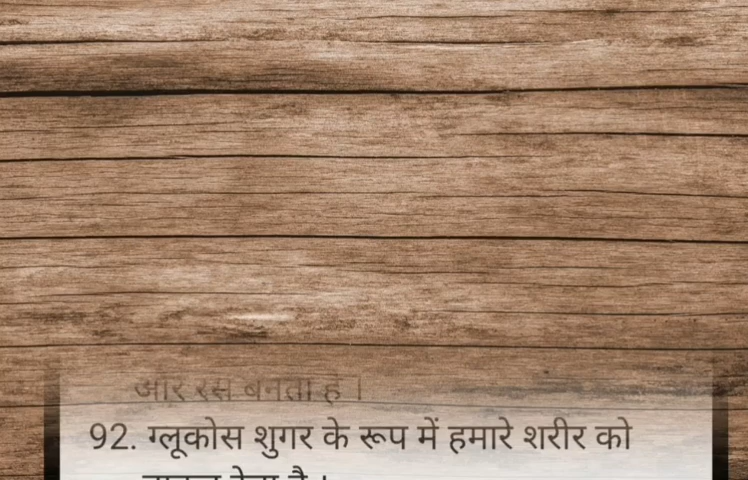 और रस बनता है ।
92. ग्लूकोस शुगर के रूप में हमारे शरीर को